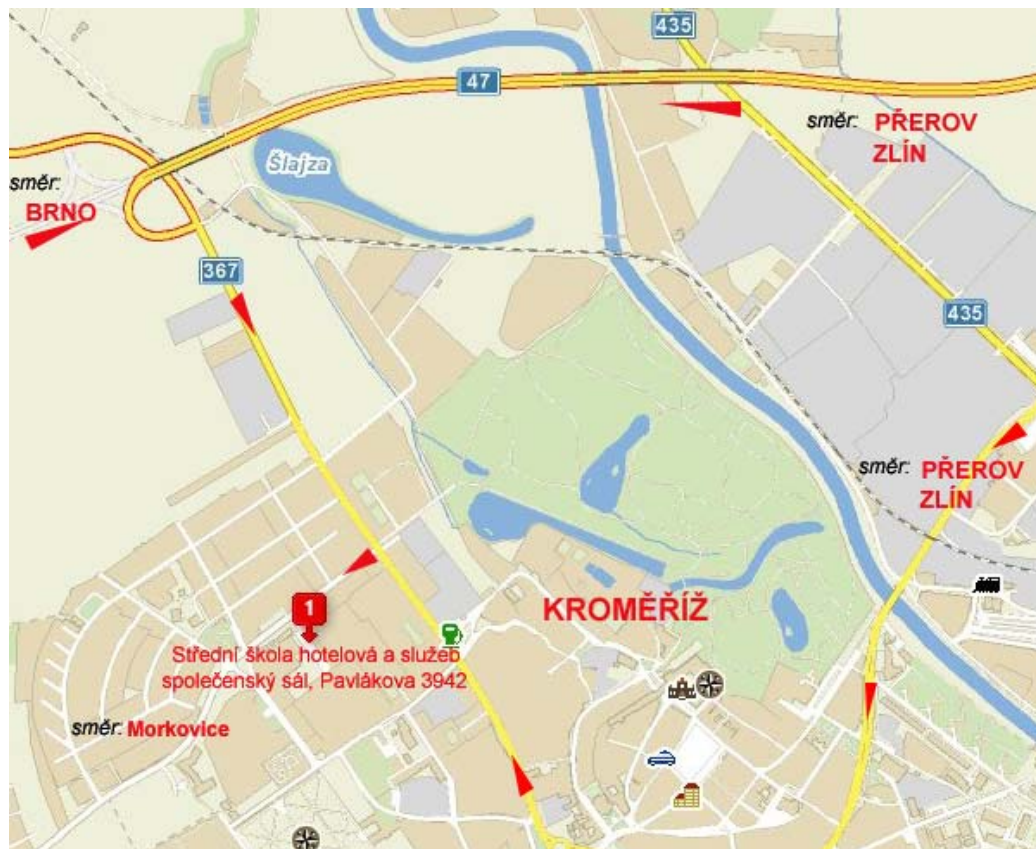 435
47
směr: PŘEROV
ZLÍN
Šlajza
směr:
BRNO
367
435
směr: PŘEROV
ZLÍN
1
KROMĚŘÍŽ
Střední škola hotelová a služeb
společenský sál, Pavlákova 3942
směr: Morkovice